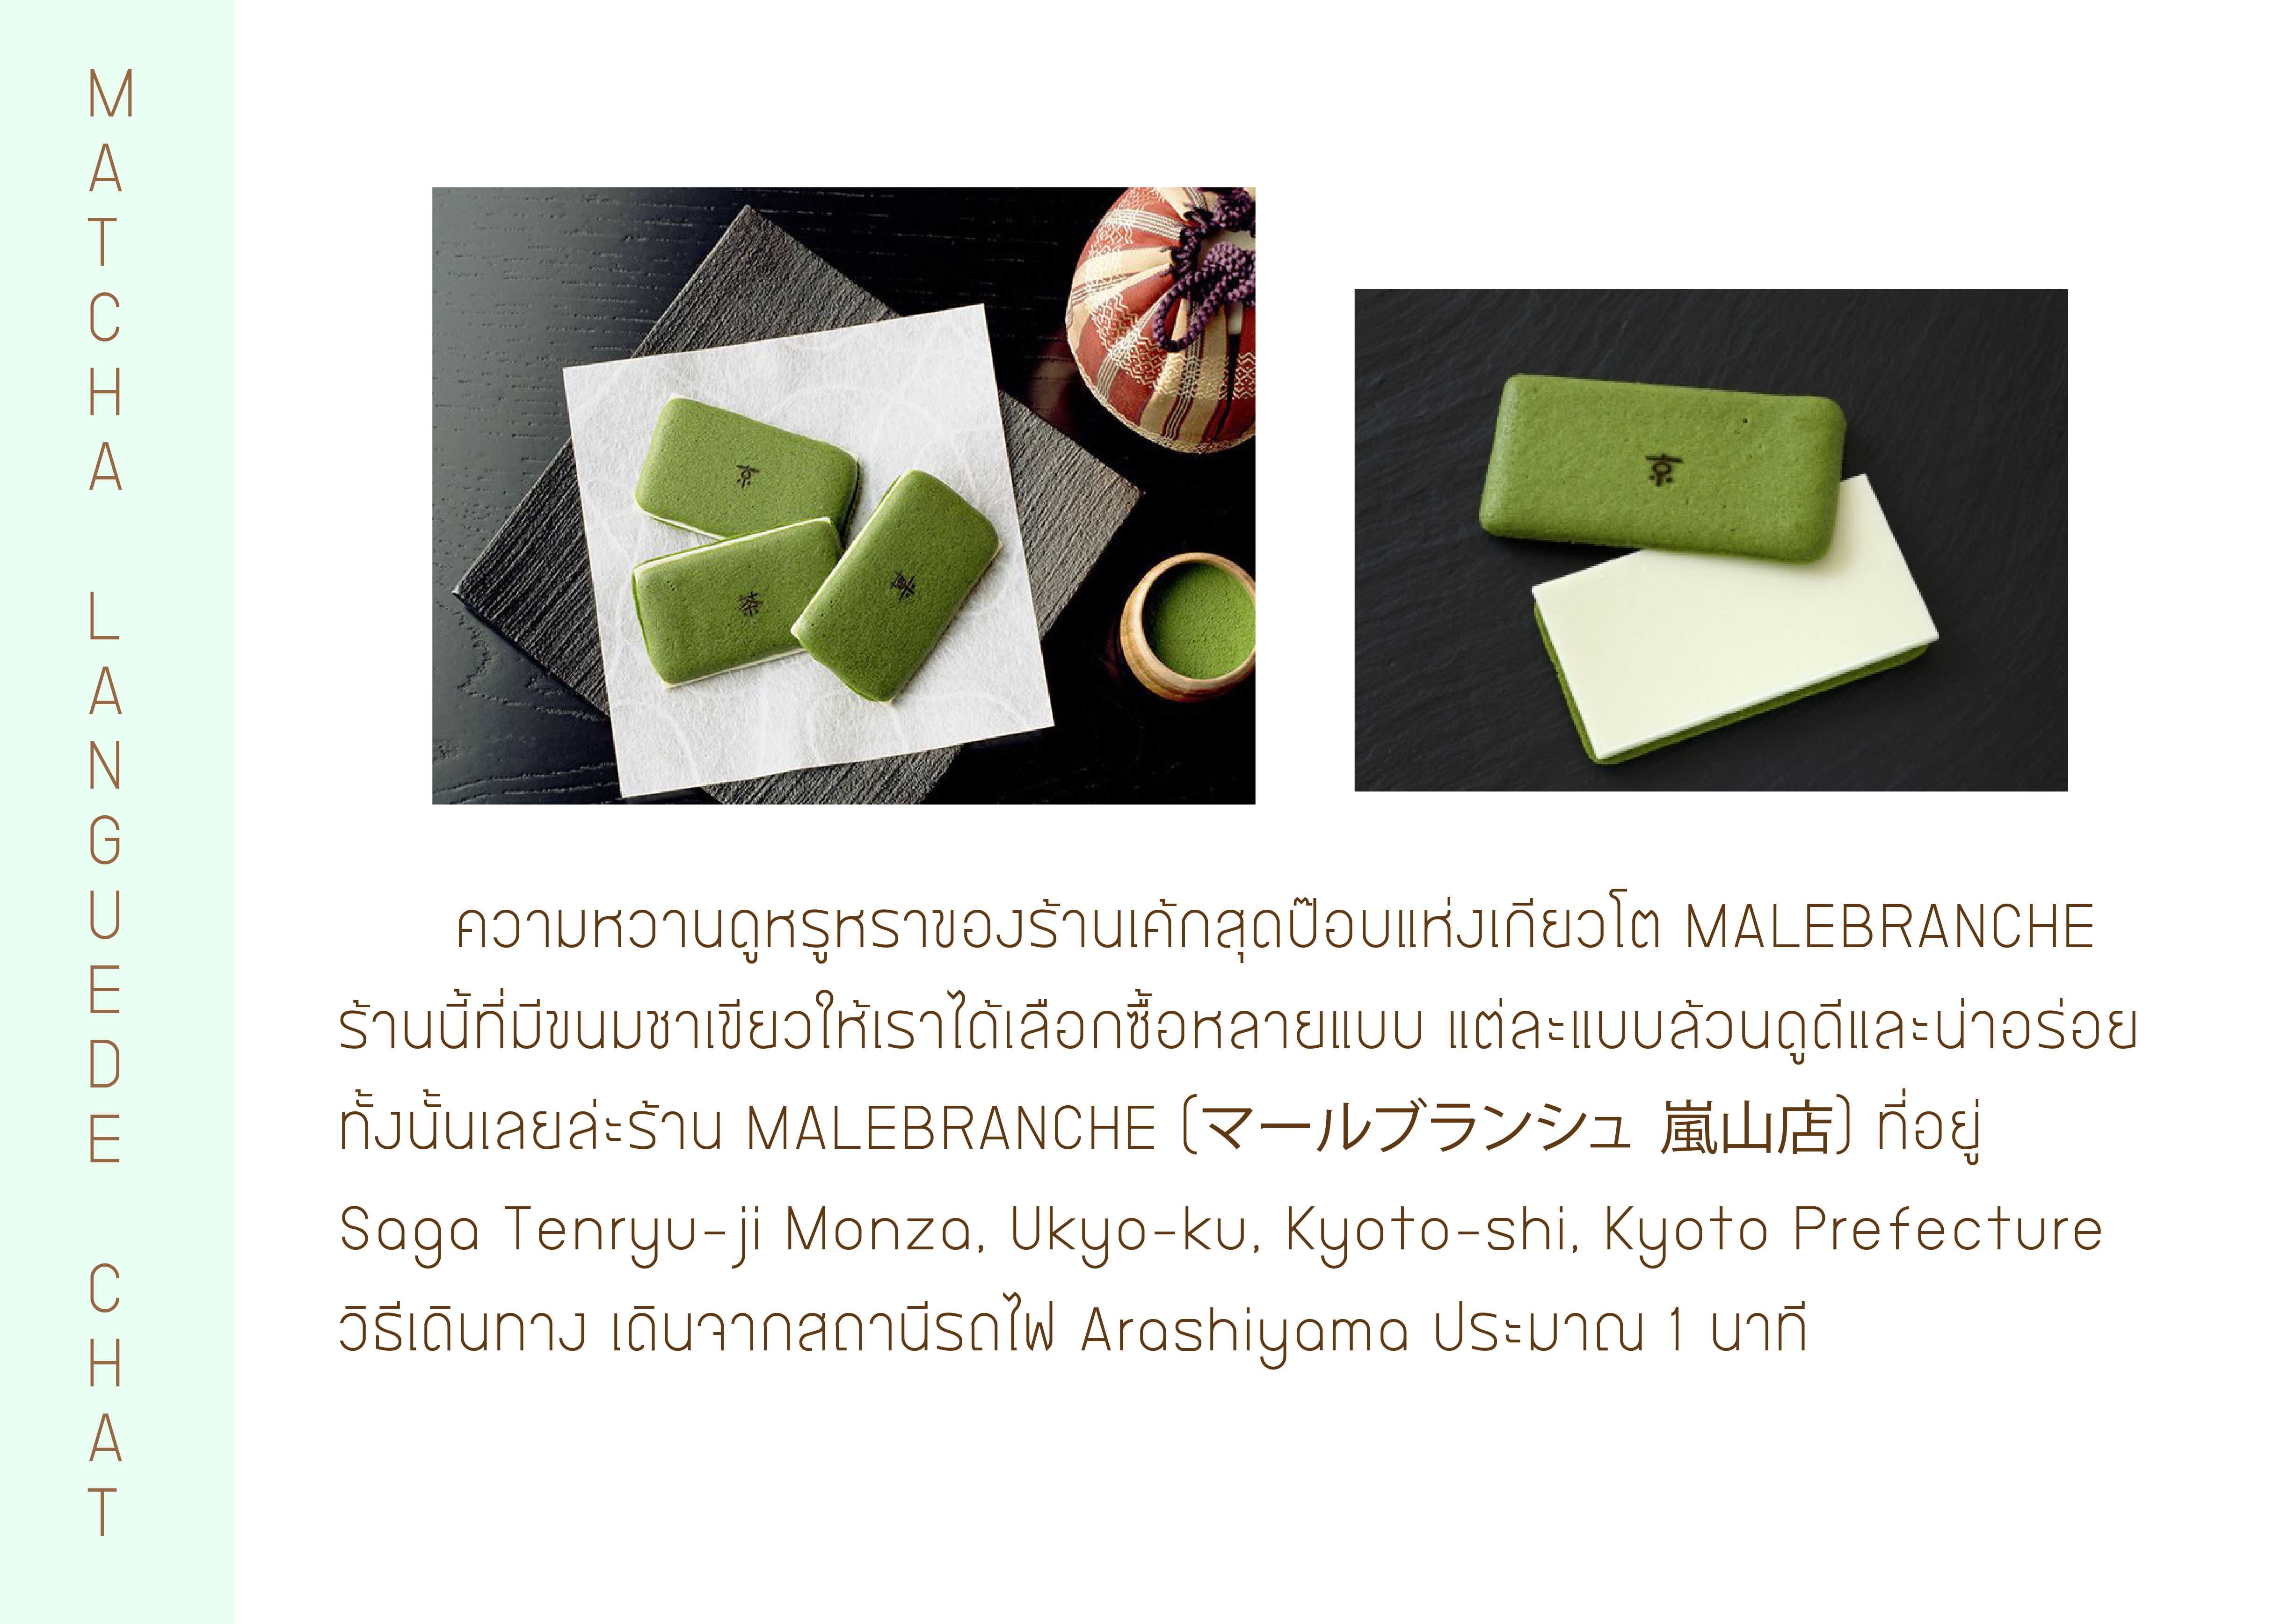 MATCHA LANGUEDE CHAT
京
茶
京
ความหวานดูหรูหราของร้านเค้กสุดป๊อบแห่งเกียวโต MALEBRANCHE
ร้านนี้ที่มีขนมชาเขียวให้เราได้เลือกซื้อหลายแบบ แต่ละแบบล้วนดูดีและน่าอร่อย
ทั้งนั้นเลยล่ะร้าน MALEBRANCHE (マールブランシュ 嵐山店) ที่อยู่
Saga Tenryu-ji Monza, Ukyo-ku, Kyoto-shi, Kyoto Prefecture
วิธีเดินทาง เดินจากสถานีรถไฟ Arashiyama ประมาณ 1 นาที